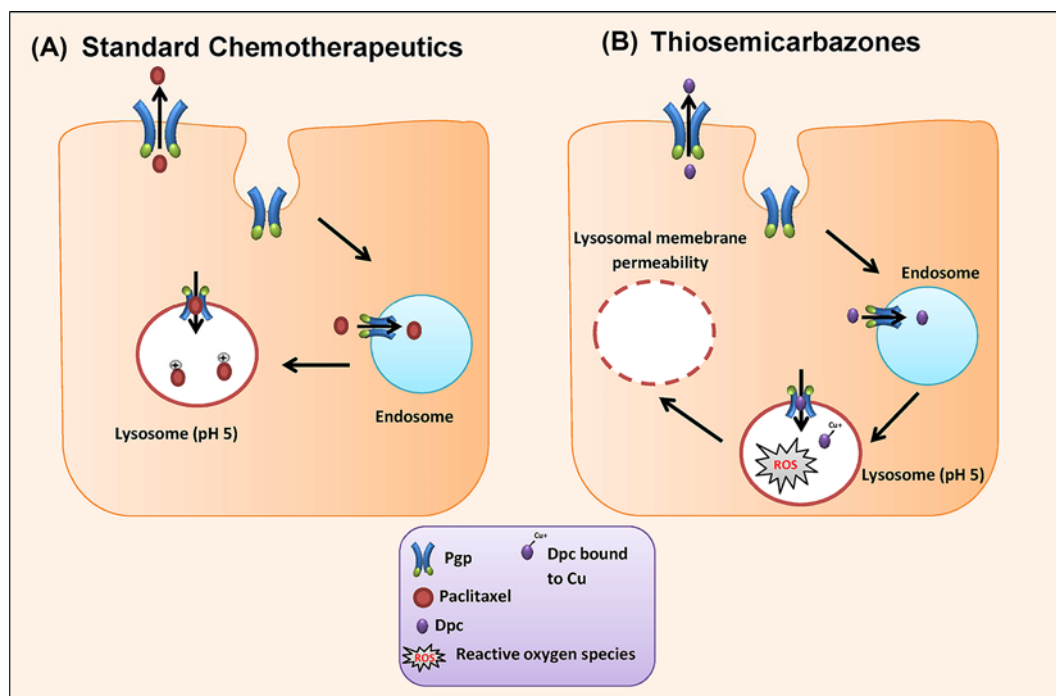 (A) Standard Chemotherapeutics
Endosome
Lysosome (pH 5)
+
+
(B) Thiosemicarbazones
Lysosomal memebrane
permeability
Endosome
Cu+
ROS
Lysosome (pH 5)
Pgp
Cu+
Dpc bound
to Cu
Paclitaxel
Dpc
ROS
Reactive oxygen species